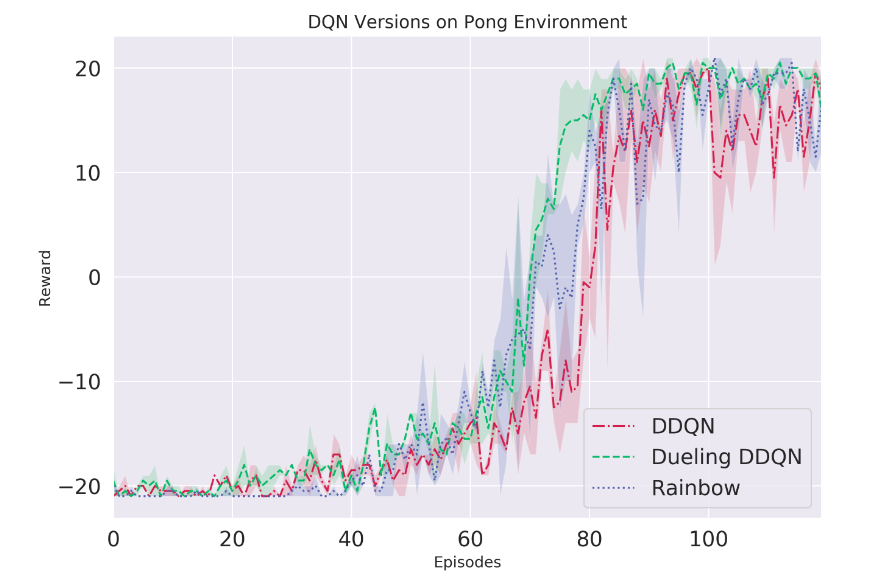 DQN Versions on Pong Environment
20
10
0
−10
−20
Reward
DDQN
Dueling DDQN
Rainbow
0 20 40 60 80 100
Episodes